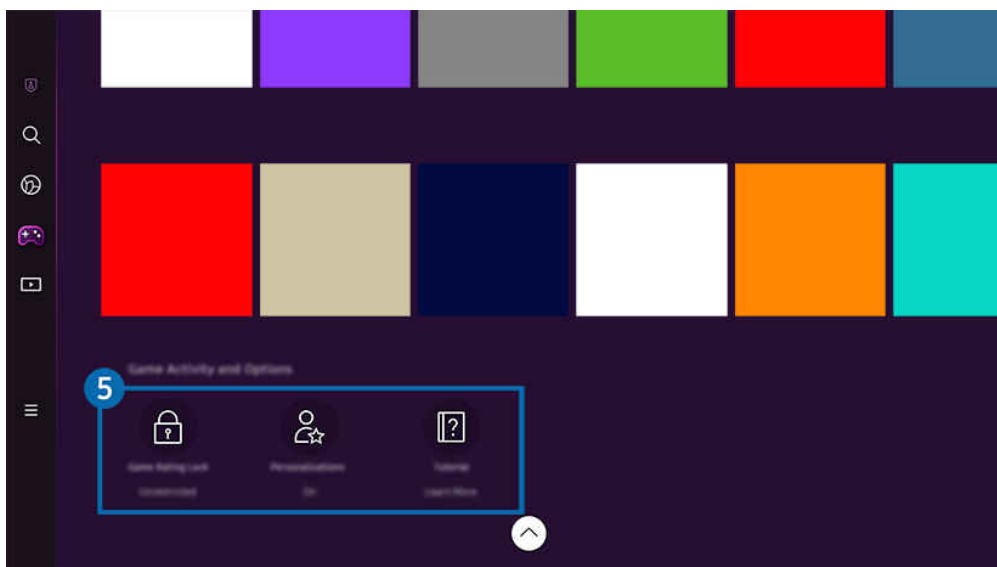 Game Activity and Options
5
Game Rating Lock
Personalizations
Tutorial
Unrestricted
On
Learn More